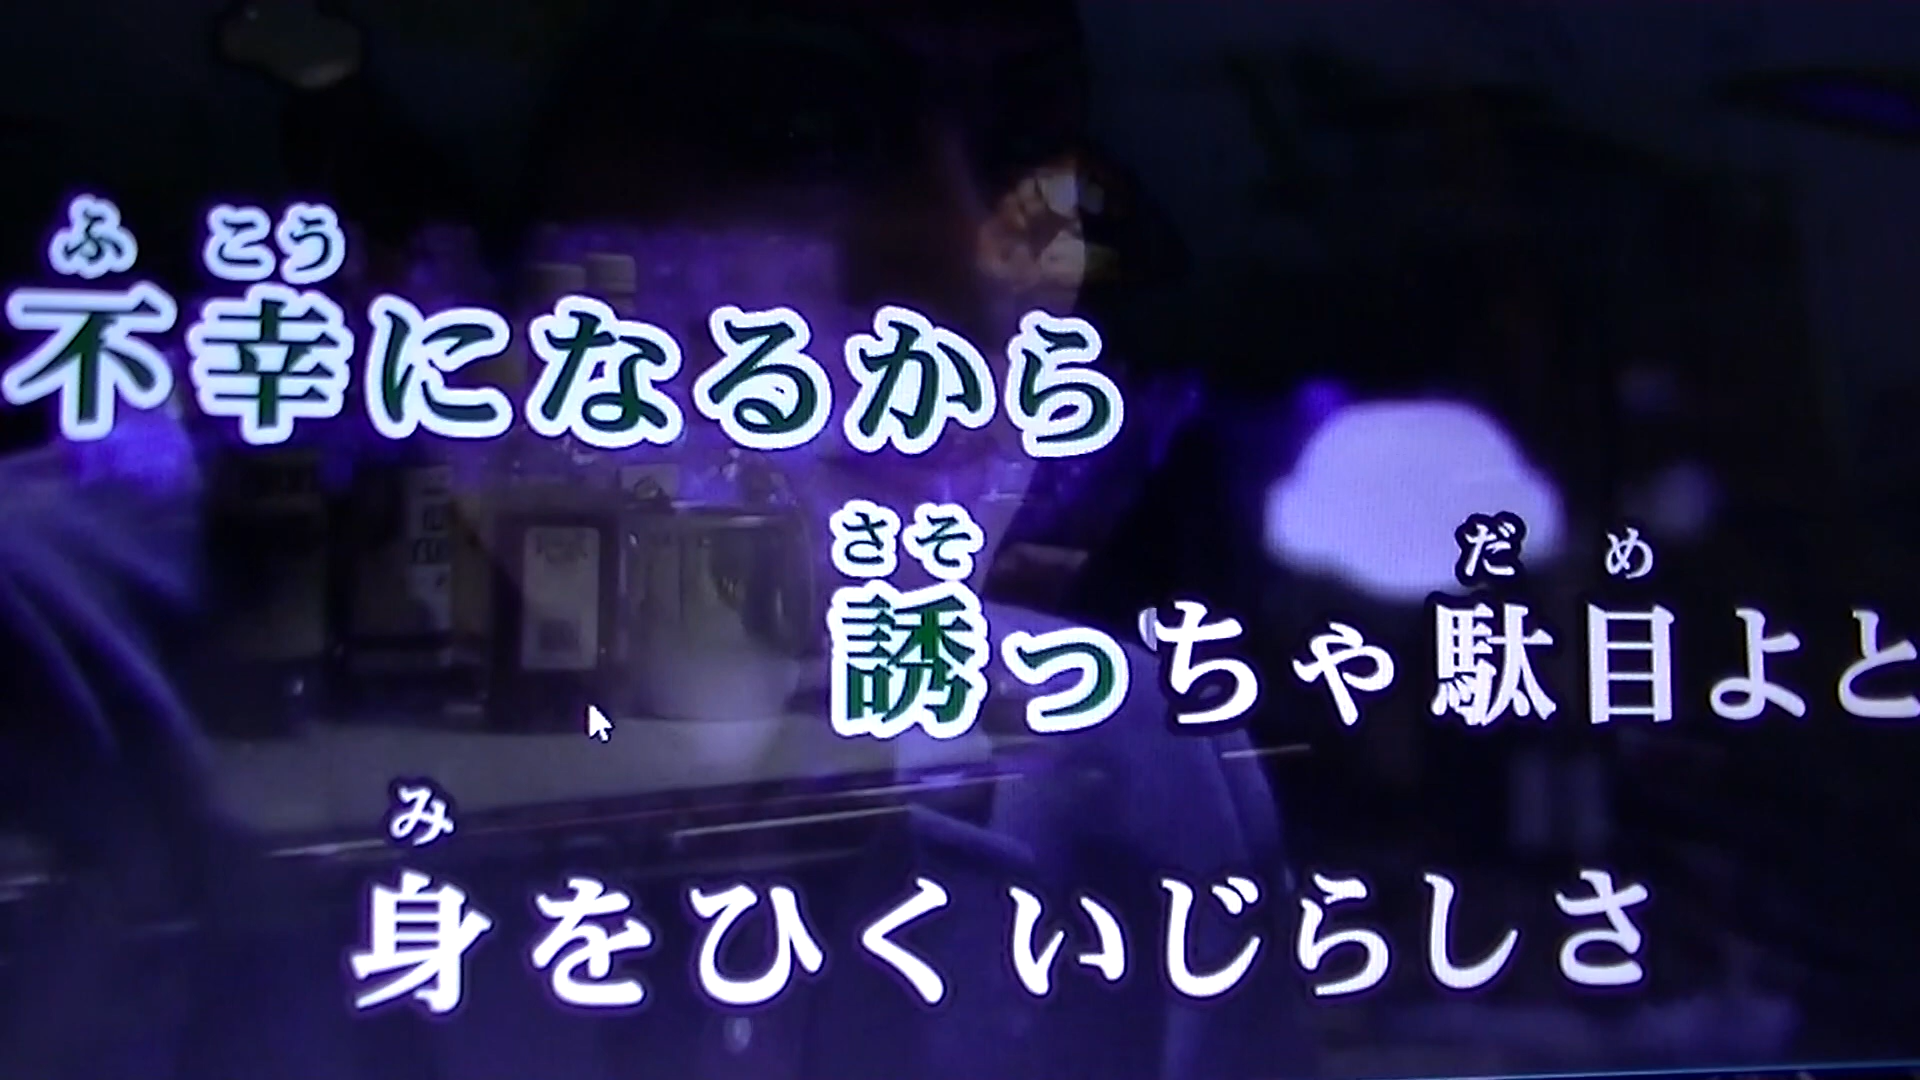 ふ こう
不幸になるから
さそ だ め
誘っちゃ駄目よと
み
身をひくいじらしさ